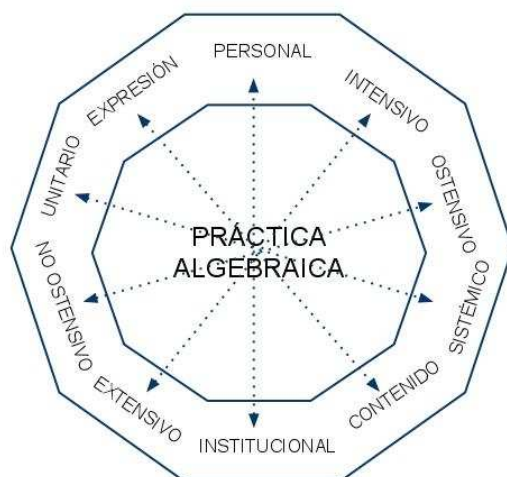 PERSONAL
INTENSIVO
OSTENSIVO
SISTÉMICO
CONTENIDO
INSTITUCIONAL
EXTENSIVO
NO OSTENSIVO
UNITARIO
EXPRESIÓN
PRÁCTICA
ALGEBRAICA